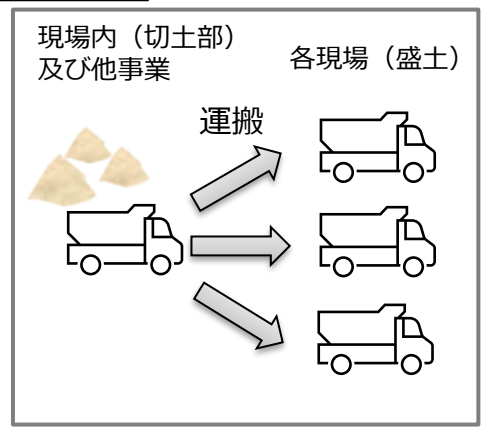 現場内（切土部）
及び他事業
各現場（盛土）
運搬